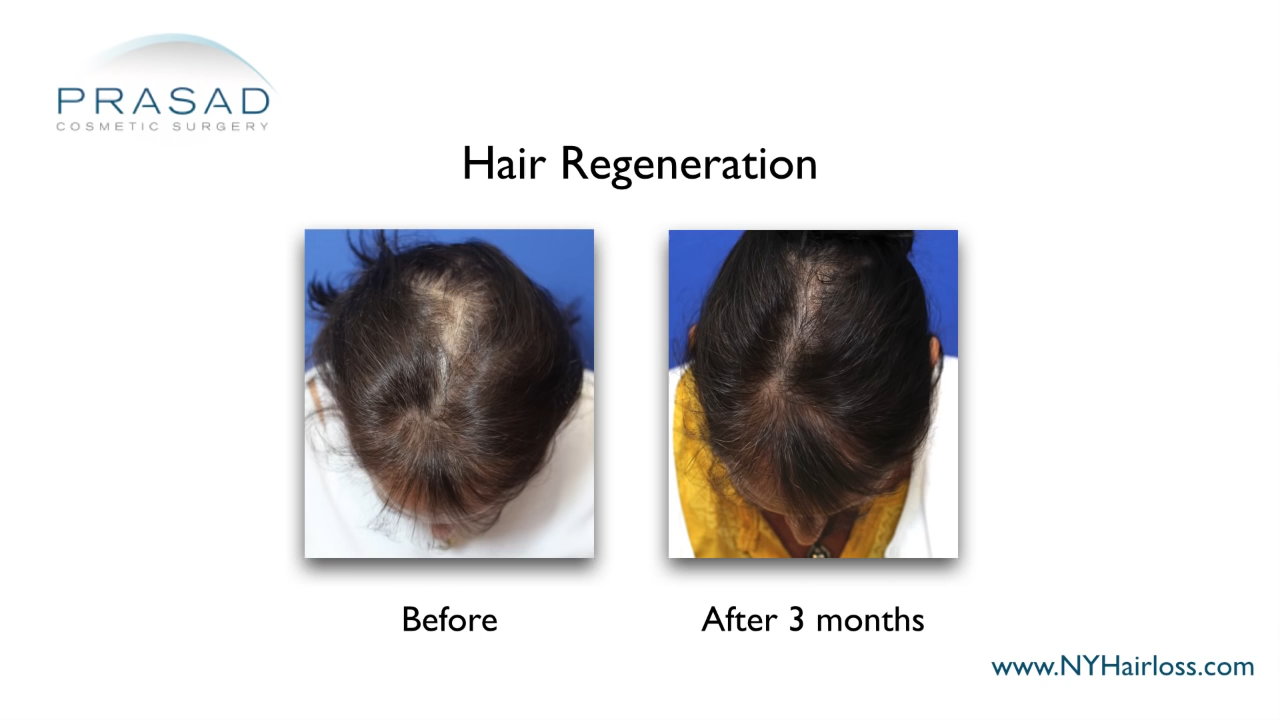 PRASAD
COSMETIC SURGERY
Hair Regeneration
Before
After 3 months
www.NYHairloss.com